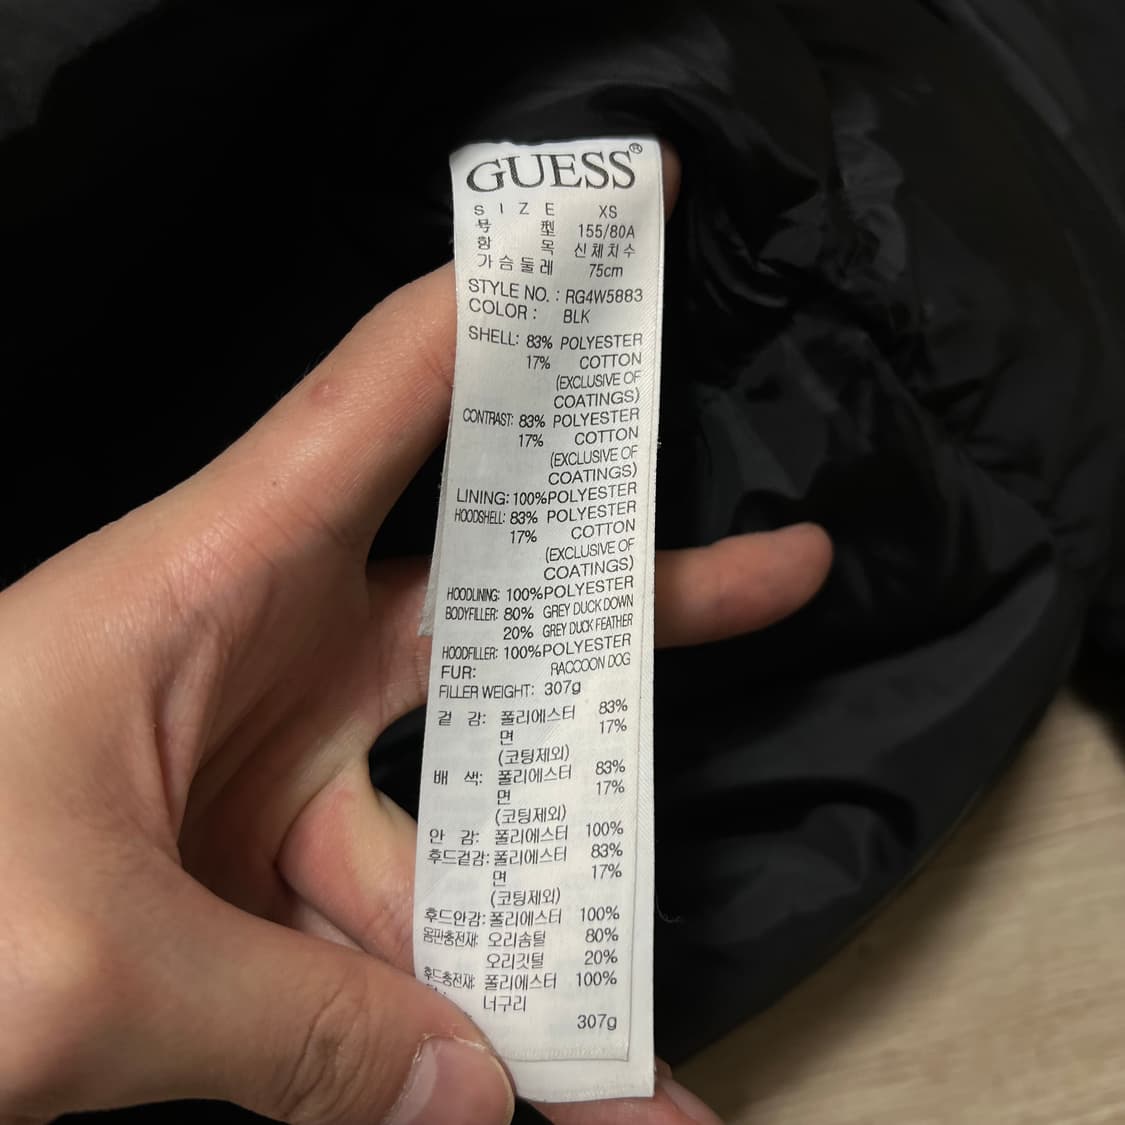 GUESS®
SIZE XS
号 型 155/80A
항 목 신체치수
가슴둘레 75cm
STYLE NO. : RG4W5883
COLOR : BLK
SHELL: 83% POLYESTER
17% COTTON
(EXCLUSIVE OF
COATINGS)
CONTRAST: 83% POLYESTER
17% COTTON
(EXCLUSIVE OF
COATINGS)
LINING: 100%POLYESTER
HOODSHELL: 83% POLYESTER
17% COTTON
(EXCLUSIVE OF
COATINGS)
HOODLINING: 100%POLYESTER
BODYFILLER: 80% GREY DUCK DOWN
20% GREY DUCK FEATHER
HOODFILLER: 100%POLYESTER
FUR: RACCOON DOG
FILLER WEIGHT: 307g
겉 감: 폴리에스터 83%
면 17%
(코팅제외)
배 색: 폴리에스터 83%
면 17%
(코팅제외)
안 감: 폴리에스터 100%
후드겉감: 폴리에스터 83%
면 17%
(코팅제외)
후드안감: 폴리에스터 100%
몸판충전재: 오리솜털 80%
오리깃털 20%
후드충전재: 폴리에스터 100%
너구리
307g